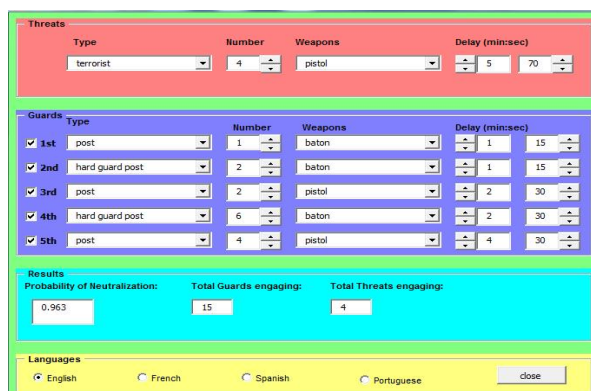 Threats
Type Number Weapons Delay (min:sec)
terrorist 4 pistol 5 70
Guards
Type Number Weapons Delay (min:sec)
1st post 1 baton 1 15
2nd hard guard post 2 baton 1 15
3rd post 2 pistol 2 30
4th hard guard post 6 baton 2 30
5th post 4 pistol 4 30
Results
Probability of Neutralization: Total Guards engaging: Total Threats engaging:
0.963 15 4
Languages
English French Spanish Portuguese close